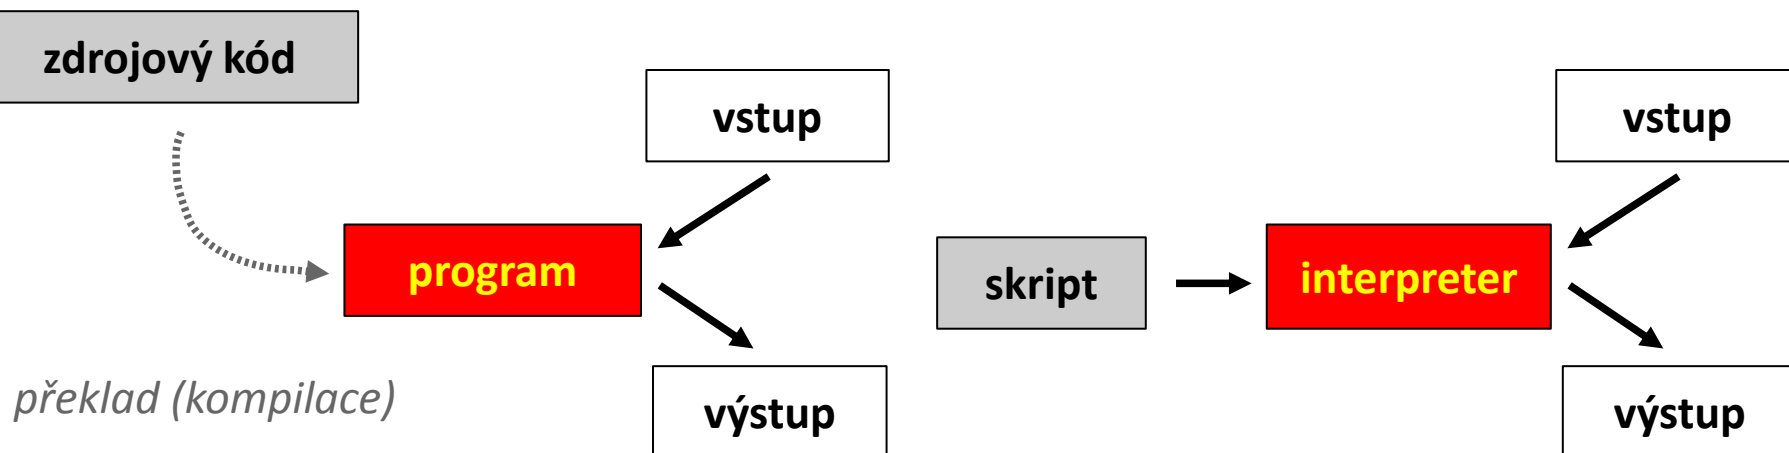 zdrojový kód
vstup
program
překlad (kompilace)
výstup
vstup
skript
interpreter
výstup